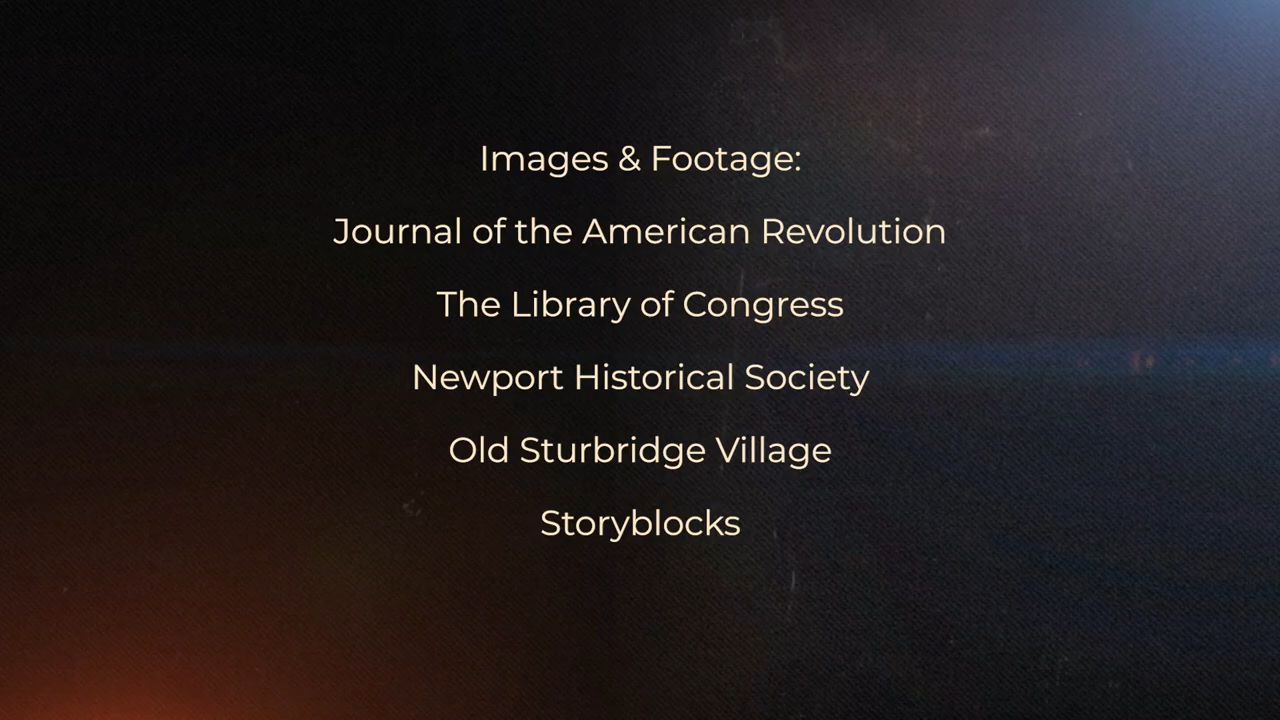 Images & Footage:
Journal of the American Revolution
The Library of Congress
Newport Historical Society
Old Sturbridge Village
Storyblocks